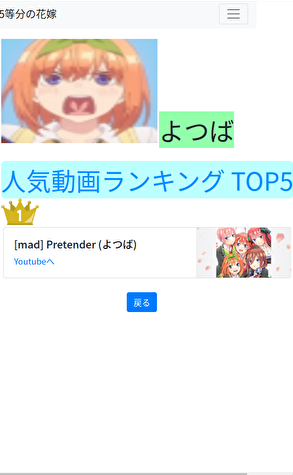 5等分の花嫁
よつば
人気動画ランキング TOP5
1
[mad] Pretender (よつば)
Youtubeへ
戻る